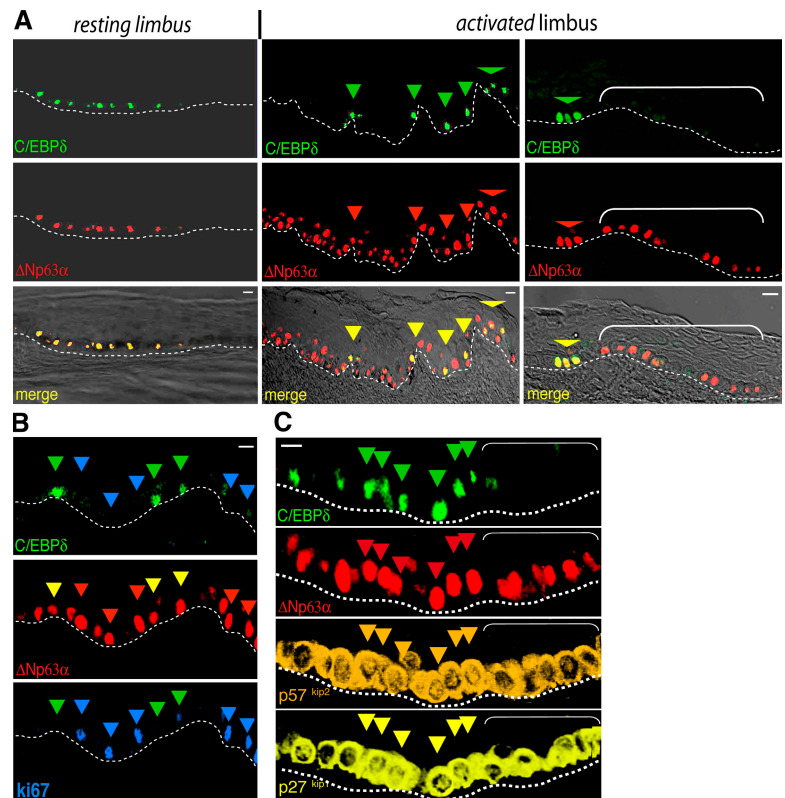 A
resting limbus
activated limbus
C/EBPδ
C/EBPδ
C/EBPδ
ΔNp63α
ΔNp63α
ΔNp63α
merge
merge
merge
B
C/EBPδ
ΔNp63α
ki67
C
C/EBPδ
ΔNp63α
p57 kip2
p27 kip1